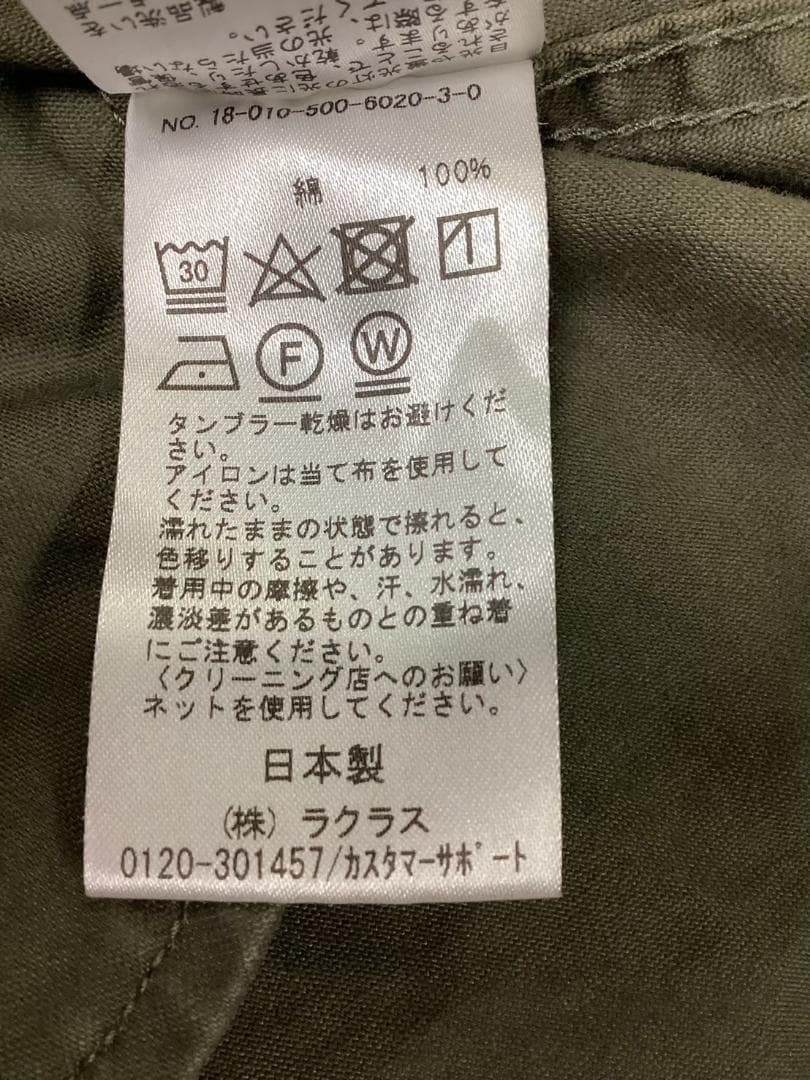 NO. 18-010-500-6020-3-0
綿 100%
30
F W
タンブラー乾燥はお避けくだ
さい。
アイロンは当て布を使用して
ください。
濡れたままの状態で擦れると、
色移りすることがあります。
着用中の摩擦や、汗、水濡れ、
濃淡差があるものとの重ね着
にご注意ください。
〈クリーニング店へのお願い〉
ネットを使用してください。
日本製
(株) ラクラス
0120-301457/カスタマーサポート